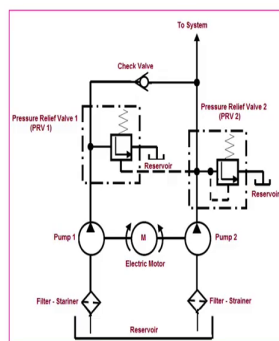 To System
Check Valve
Pressure Relief Valve 1
(PRV 1)
Pressure Relief Valve 2
(PRV 2)
Reservoir
Reservoir
Pump 1
M
Pump 2
Electric Motor
Filter - Stariner
Filter - Strainer
Reservoir